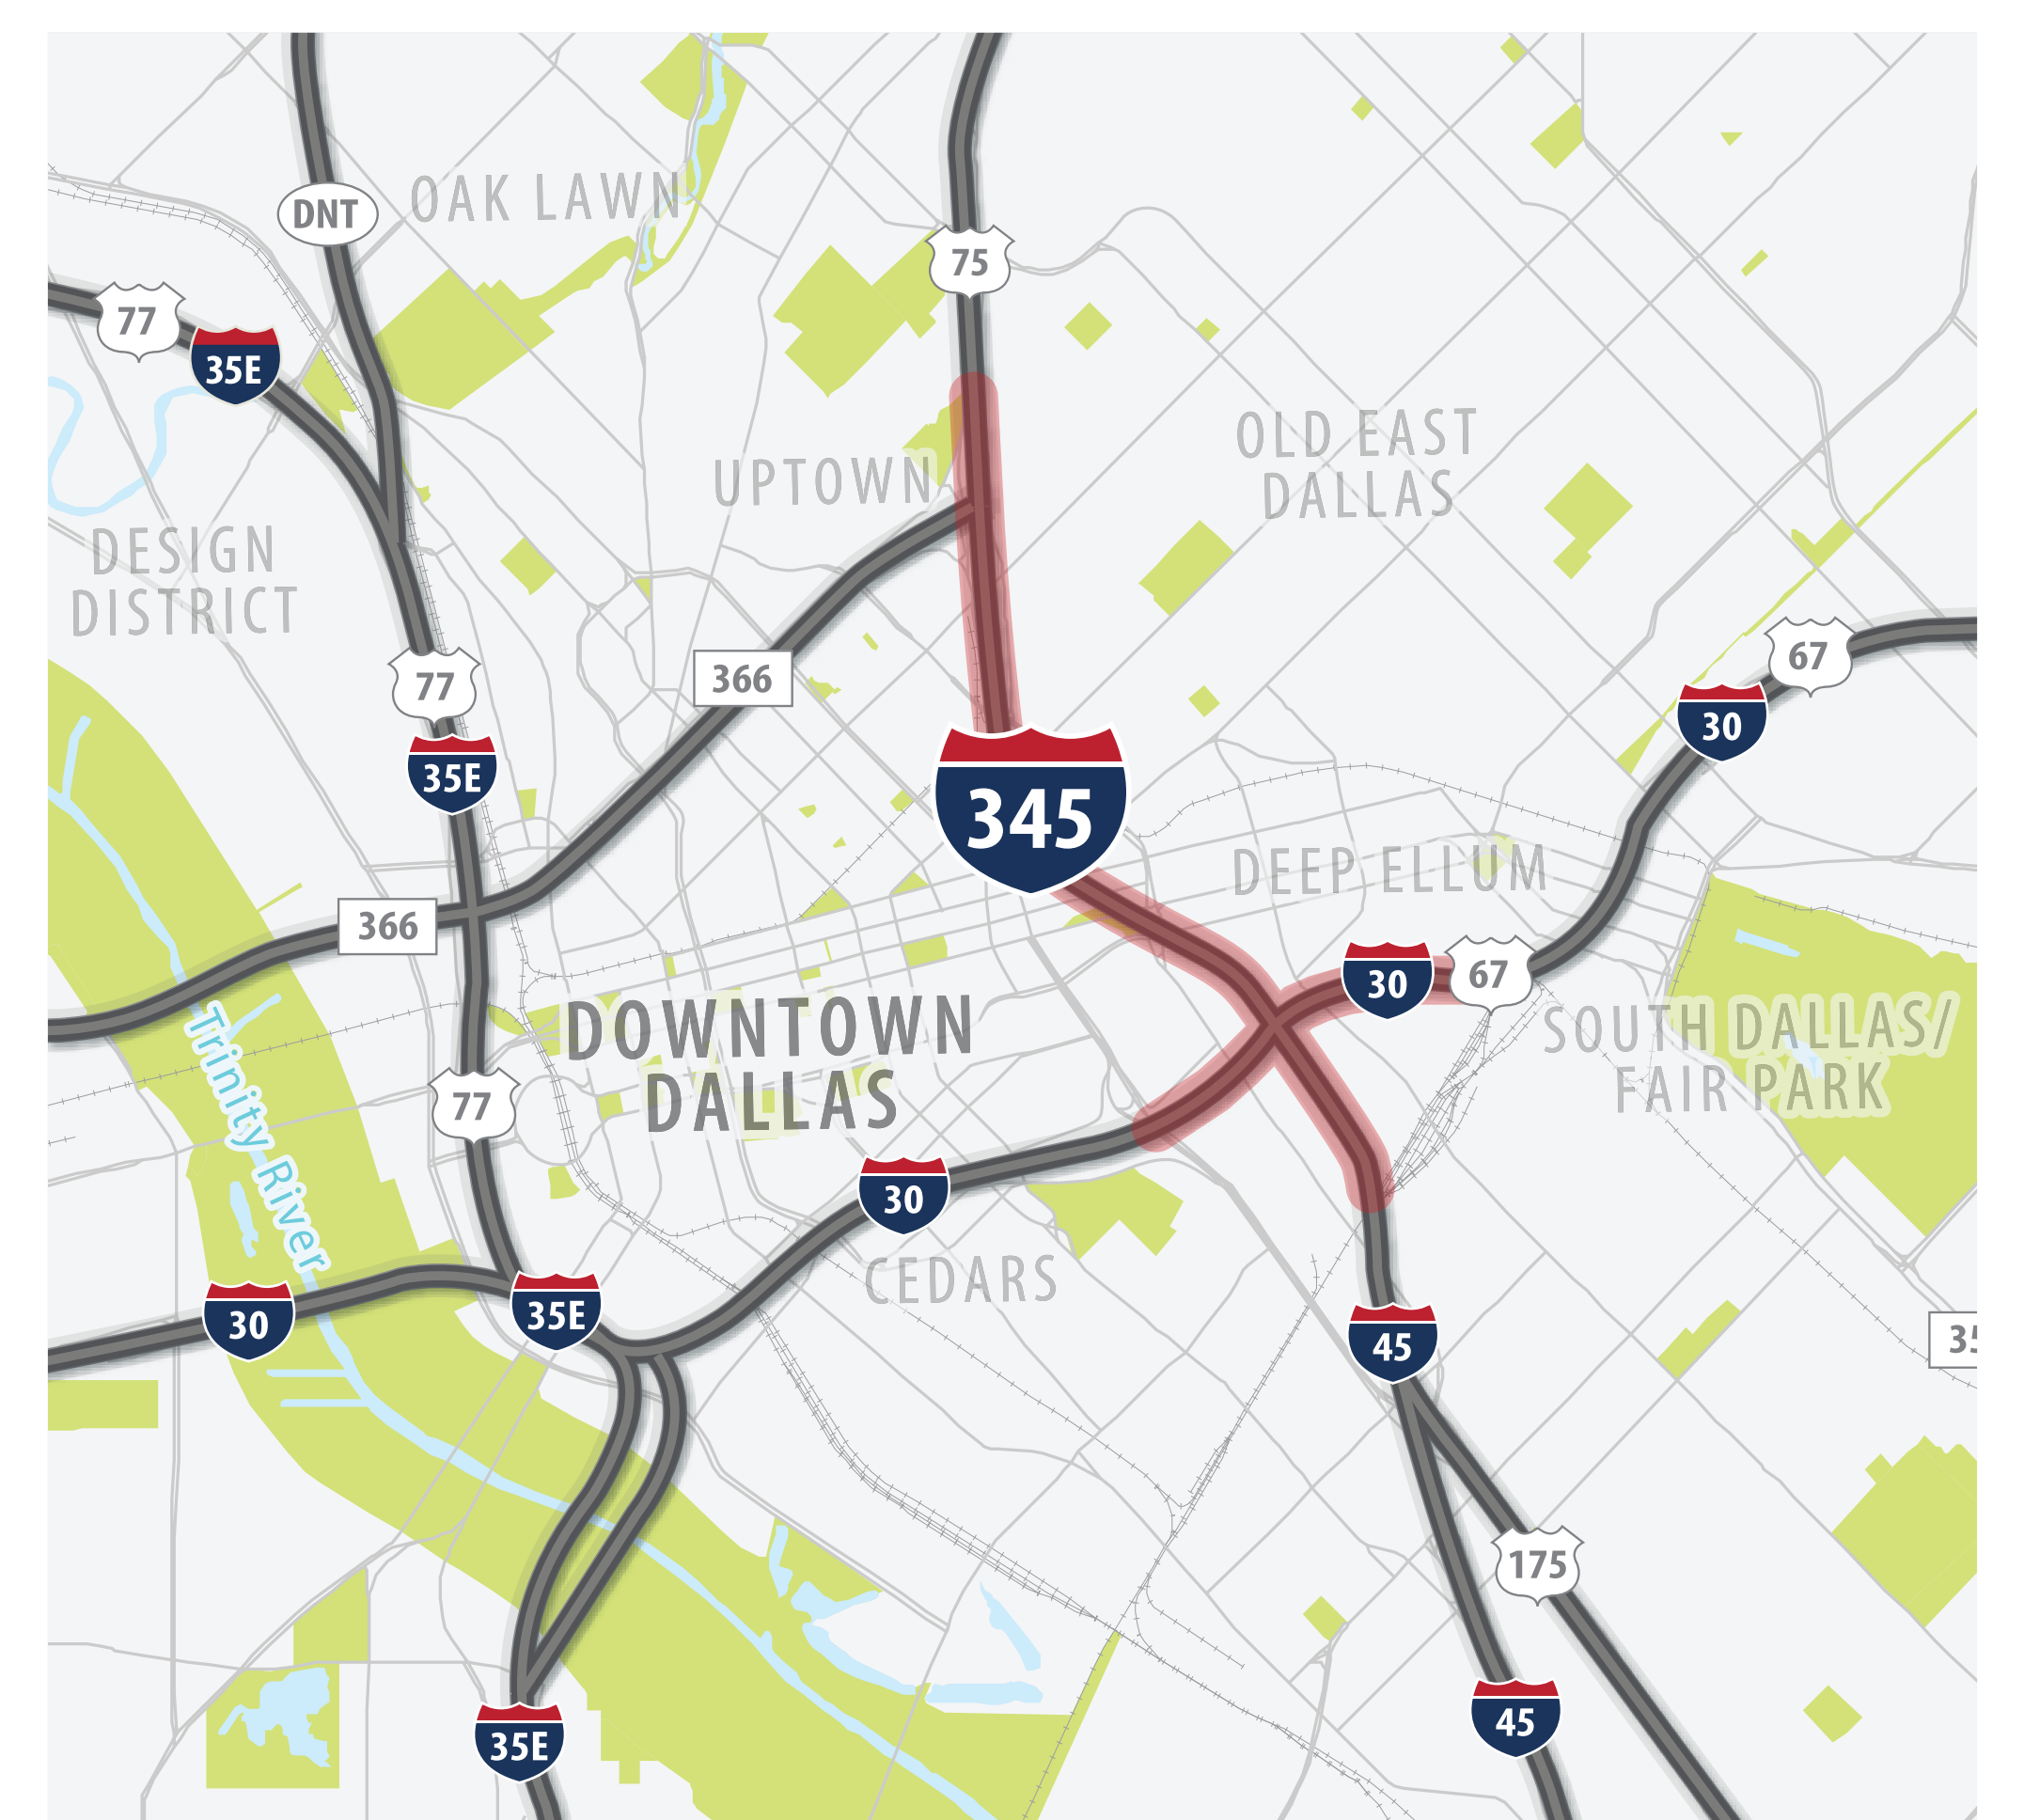 DNT
OAK LAWN
75
77
35E
OLD EAST
DALLAS
UPTOWN
DESIGN
DISTRICT
67
366
77
30
35E
345
DEEP ELLUM
366
30
67
DOWNTOWN
DALLAS
SOUTH DALLAS/
FAIR PARK
Trinity River
77
30
CEDARS
30
35E
45
175
35E
45